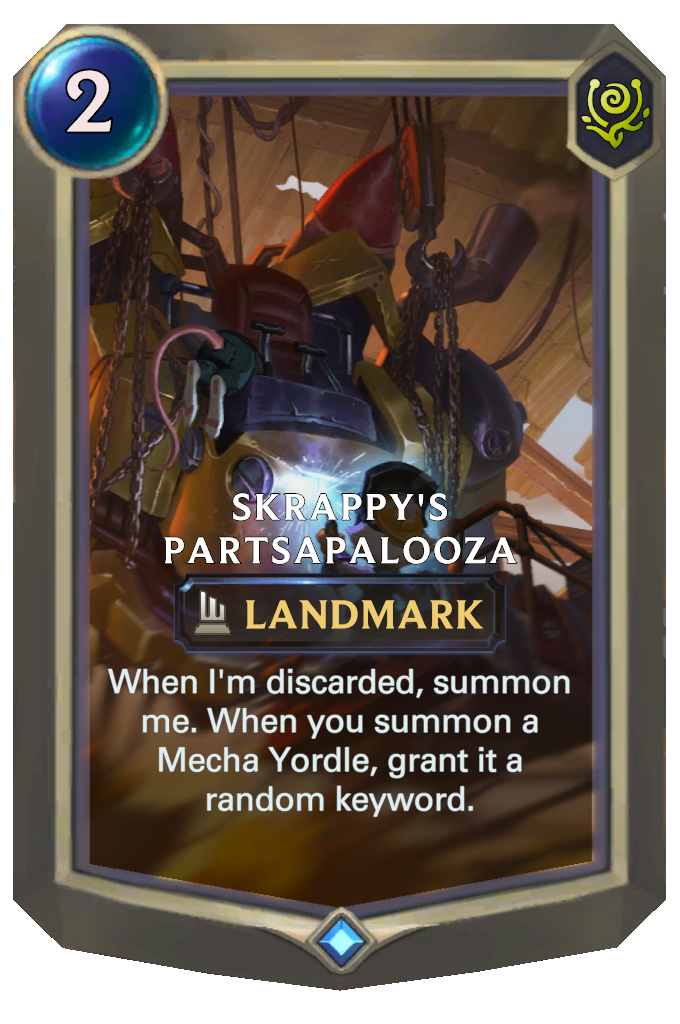 2
SKRAPPY'S
PARTSAPALOOZA
LANDMARK
When I'm discarded, summon
me. When you summon a
Mecha Yordle, grant it a
random keyword.